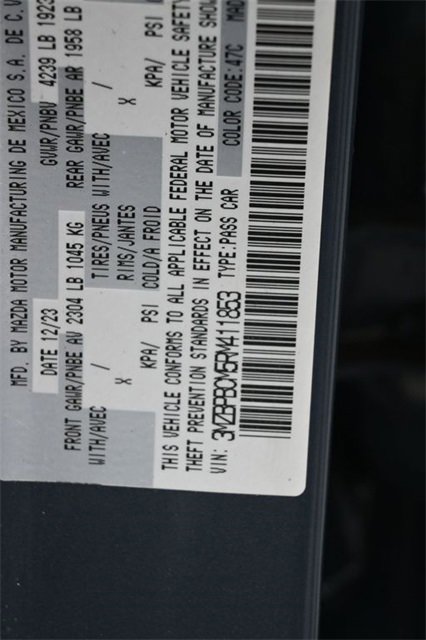 MFD. BY MAZDA MOTOR MANUFACTURING DE MEXICO S.A. DE C.V
DATE 12/23 GVWR/PNBV 4239 LB 1923
FRONT GAWR/PNBE AV 2304 LB 1045 KG REAR GAWR/PNBE AR 1958 LB
WITH/AVEC / TIRES/PNEUS WITH/AVEC /
X RIMS/JANTES X
KPA/ PSI COLD/A FROID KPA/ PSI
THIS VEHICLE CONFORMS TO ALL APPLICABLE FEDERAL MOTOR VEHICLE SAFETY
THEFT PREVENTION STANDARDS IN EFFECT ON THE DATE OF MANUFACTURE SHOW
VIN: 3MZBPBCM5RM411853 TYPE:PASS CAR COLOR CODE:47C MAD